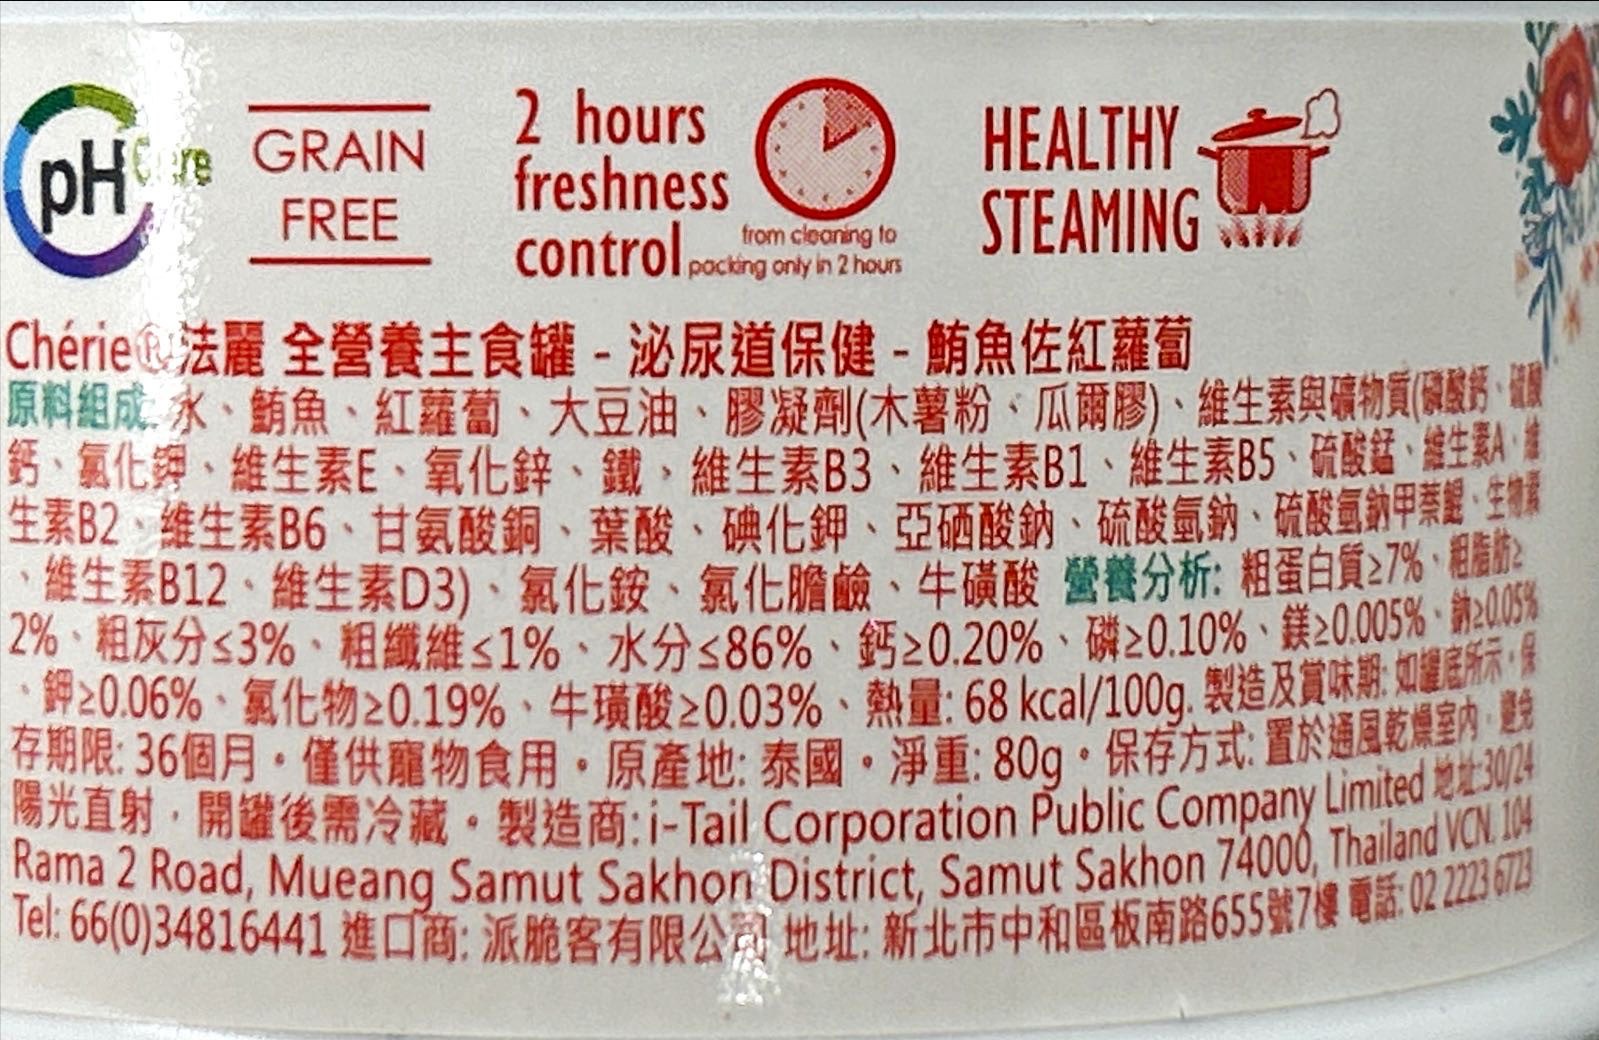 pH Care
GRAIN
FREE
2 hours
freshness
control
from cleaning to
packing only in 2 hours
HEALTHY
STEAMING
Chérie®法麗 全營養主食罐 - 泌尿道保健 - 鮪魚佐紅蘿蔔
原料組成: 水、鮪魚、紅蘿蔔、大豆油、膠凝劑(木薯粉、瓜爾膠)、維生素與礦物質(磷酸鈣、硫酸
鈣、氯化鉀、維生素E、氧化鋅、鐵、維生素B3、維生素B1、維生素B5、硫酸錳、維生素A、維
生素B2、維生素B6、甘氨酸銅、葉酸、碘化鉀、亞硒酸鈉、硫酸氫鈉、硫酸氫鈉甲萘醌、生物素
、維生素B12、維生素D3)、氯化銨、氯化膽鹼、牛磺酸 營養分析: 粗蛋白質≥7%、粗脂肪≥
2%、粗灰分≤3%、粗纖維≤1%、水分≤86%、鈣≥0.20%、磷≥0.10%、鎂≥0.005%、鈉≥0.05%
、鉀≥0.06%、氯化物≥0.19%、牛璜酸≥0.03%、熱量: 68 kcal/100g. 製造及賞味期: 如罐底所示。保
存期限: 36個月。僅供寵物食用。原產地: 泰國。淨重: 80g。保存方式: 置於通風乾燥室內，避免
陽光直射，開罐後需冷藏。製造商: i-Tail Corporation Public Company Limited 地址:30/24
Rama 2 Road, Mueang Samut Sakhon District, Samut Sakhon 74000, Thailand VCN. 104
Tel: 66(0)34816441 進口商: 派脆客有限公司 地址: 新北市中和區板南路655號7樓 電話: 02 2223 6723